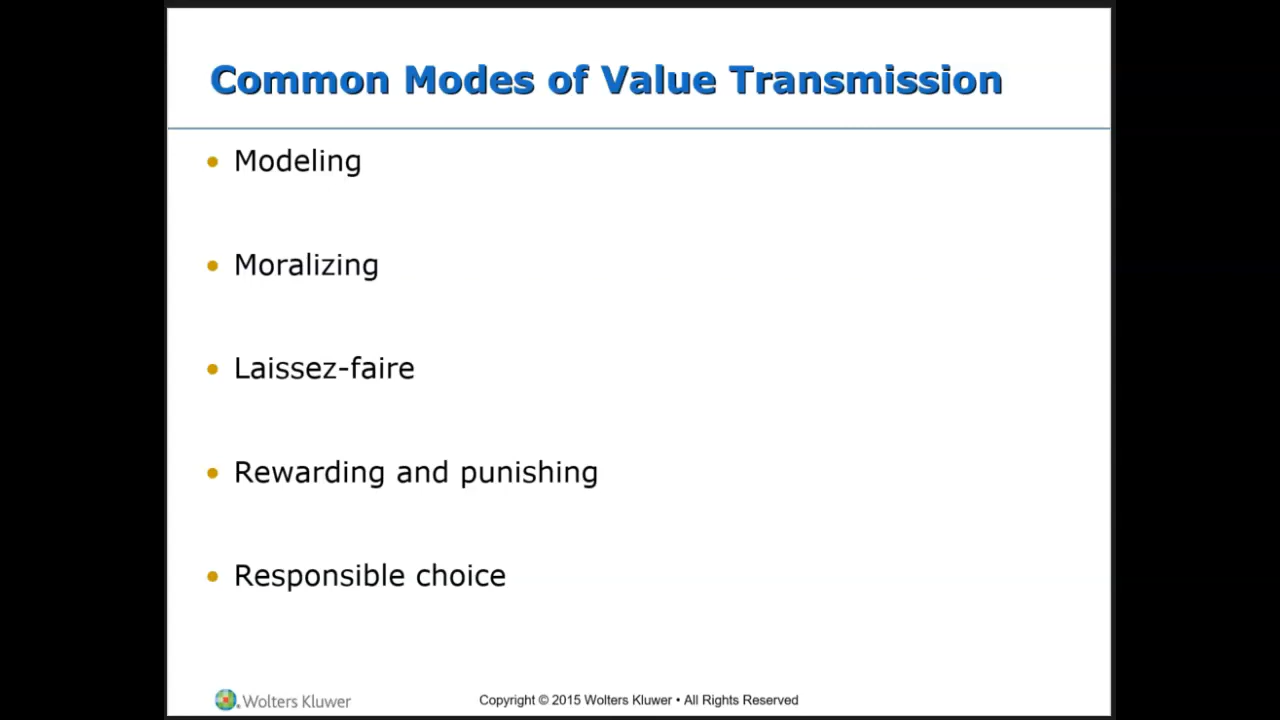 Common Modes of Value Transmission
• Modeling
• Moralizing
• Laissez-faire
• Rewarding and punishing
• Responsible choice
Wolters Kluwer
Copyright © 2015 Wolters Kluwer • All Rights Reserved